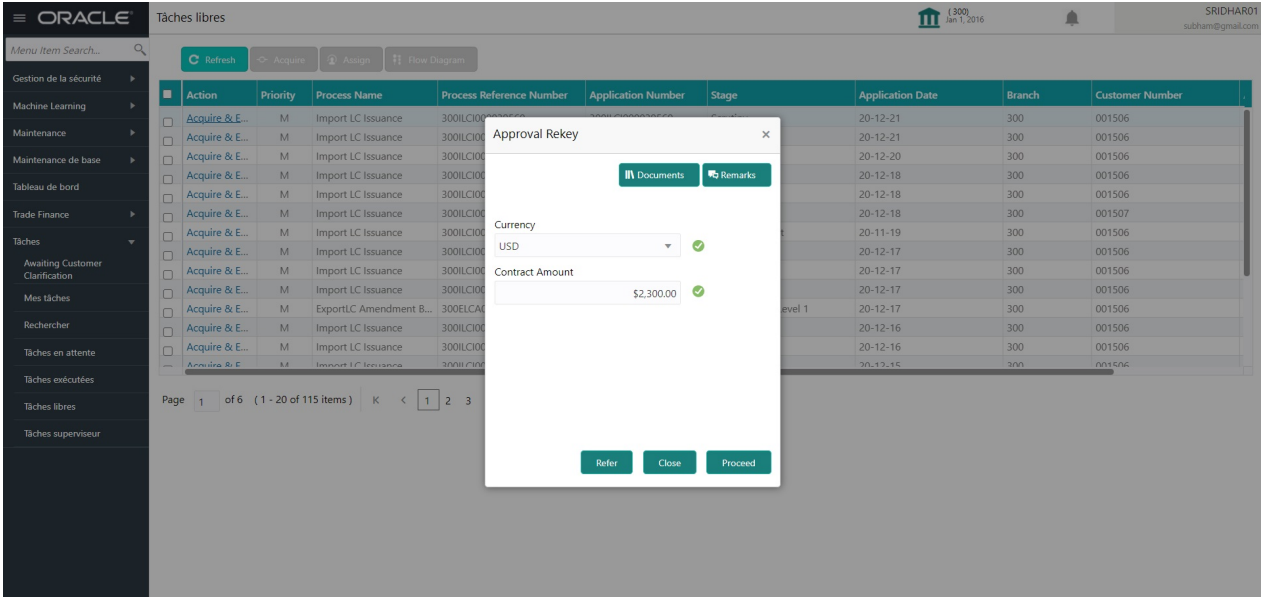 ORACLE
Tâches libres
(300)
Jan 1, 2016
SRIDHAR01
subham@gmail.com
Menu Item Search...
Refresh Acquire Assign Flow Diagram
Gestion de la sécurité
Machine Learning
Maintenance
Maintenance de base
Tableau de bord
Trade Finance
Tâches
Awaiting Customer
Clarification
Mes tâches
Rechercher
Tâches en attente
Tâches exécutées
Tâches libres
Tâches superviseur
Action Priority Process Name Process Reference Number Application Number Stage Application Date Branch Customer Number
Acquire & E... M Import LC Issuance 20-12-21 300 001506
Acquire & E... M Import LC Issuance 300ILCI00 20-12-21 300 001506
Acquire & E... M Import LC Issuance 300ILCI00 20-12-20 300 001506
Acquire & E... M Import LC Issuance 300ILCI00 20-12-18 300 001506
Acquire & E... M Import LC Issuance 300ILCI00 20-12-18 300 001506
Acquire & E... M Import LC Issuance 300ILCI00 20-12-18 300 001507
Acquire & E... M Import LC Issuance 300ILCI00 20-11-19 300 001506
Acquire & E... M Import LC Issuance 300ILCI00 20-12-17 300 001506
Acquire & E... M Import LC Issuance 300ILCI00 20-12-17 300 001506
Acquire & E... M Import LC Issuance 300ILCI00 20-12-17 300 001506
Acquire & E... M ExportLC Amendment B... 300ELCA evel 1 20-12-17 300 001506
Acquire & E... M Import LC Issuance 300ILCI00 20-12-16 300 001506
Acquire & E... M Import LC Issuance 300ILCI00 20-12-16 300 001506
Acquire & E... M Import LC Issuance 300ILCI00 20-12-15 300 001506
Page 1 of 6 (1 - 20 of 115 items) K < 1 2 3
Approval Rekey ×
Documents Remarks
Currency
USD
Contract Amount
$2,300.00
Refer Close Proceed